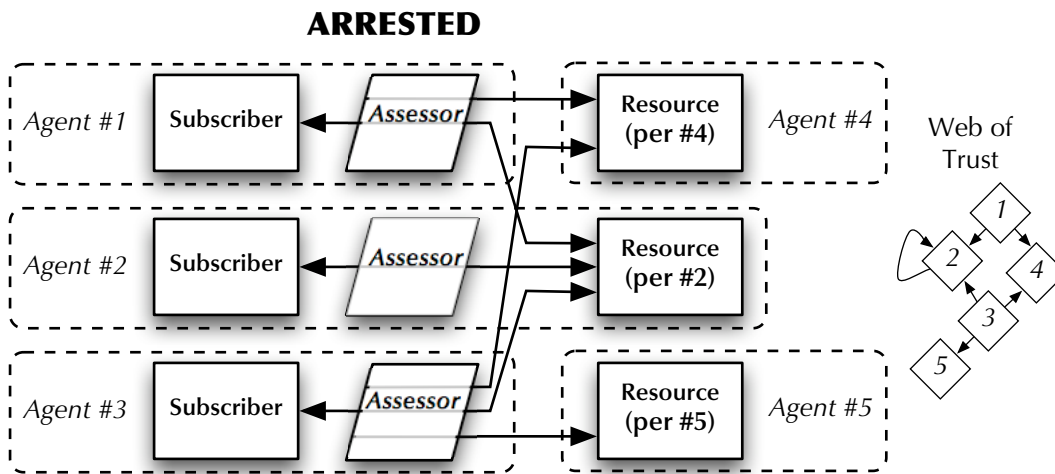 ARRESTED
Agent #1
Subscriber
Assessor
Resource
(per #4)
Agent #4
Agent #2
Subscriber
Assessor
Resource
(per #2)
Agent #3
Subscriber
Assessor
Resource
(per #5)
Agent #5
Web of
Trust
1
2
4
3
5